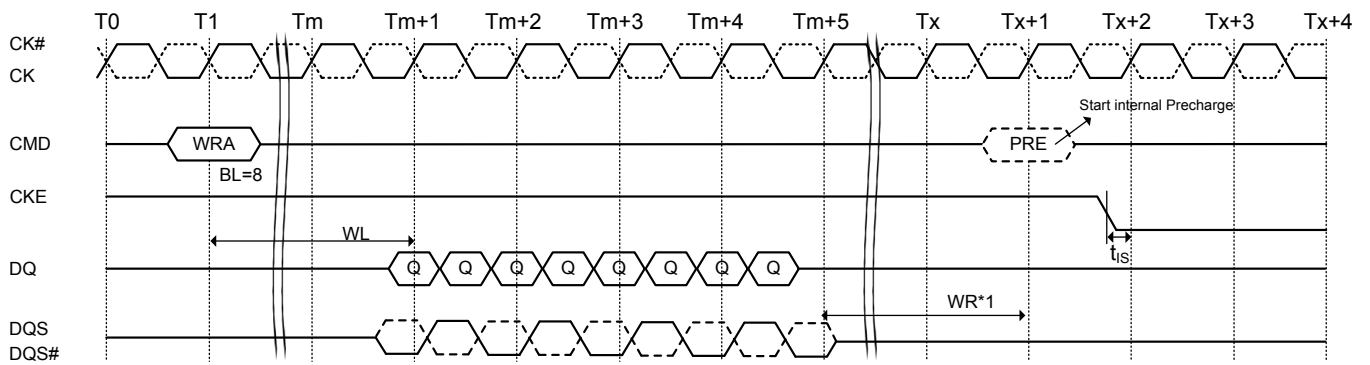 T0 T1 Tm Tm+1 Tm+2 Tm+3 Tm+4 Tm+5 Tx Tx+1 Tx+2 Tx+3 Tx+4
CK#
CK
Start internal Precharge
CMD WRA PRE
BL=8
CKE
WL
tIS
DQ Q Q Q Q Q Q Q Q
WR*1
DQS
DQS#